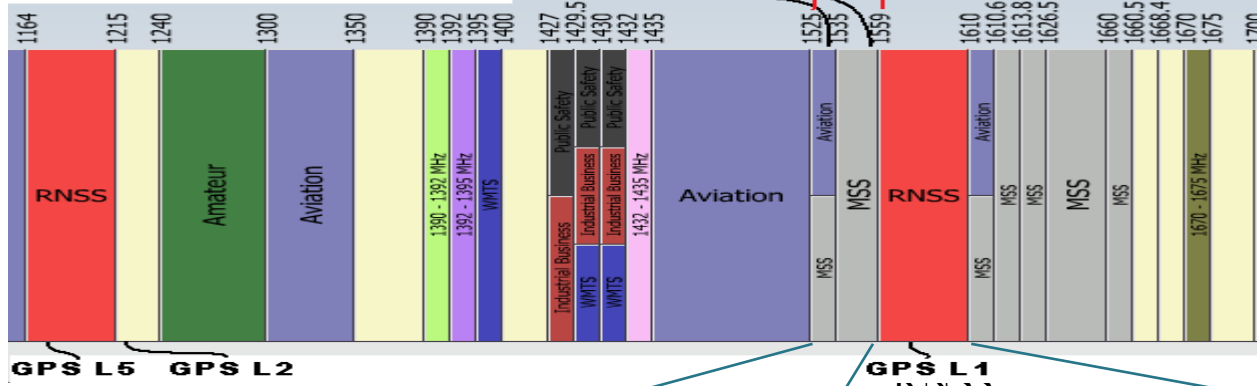 1164 1215 1240 1300 1350 1390 1392 1395 1400 1427 1429.5 1430 1432 1435 1525 1535 1559 1610 1610.6 1613.8 1626.5 1660 1660.5 1668.4 1670 1675
RNSS
Amateur
Aviation
1390 - 1392 MHz
1392 - 1395 MHz
WMTS
Public Safety
Industrial Business
Public Safety
Industrial Business
WMTS
Public Safety
Industrial Business
WMTS
1432 - 1435 MHz
Aviation
Aviation
MSS
MSS
RNSS
Aviation
MSS
MSS
MSS
MSS
MSS
1670 - 1675 MHz
GPS L5 GPS L2 GPS L1